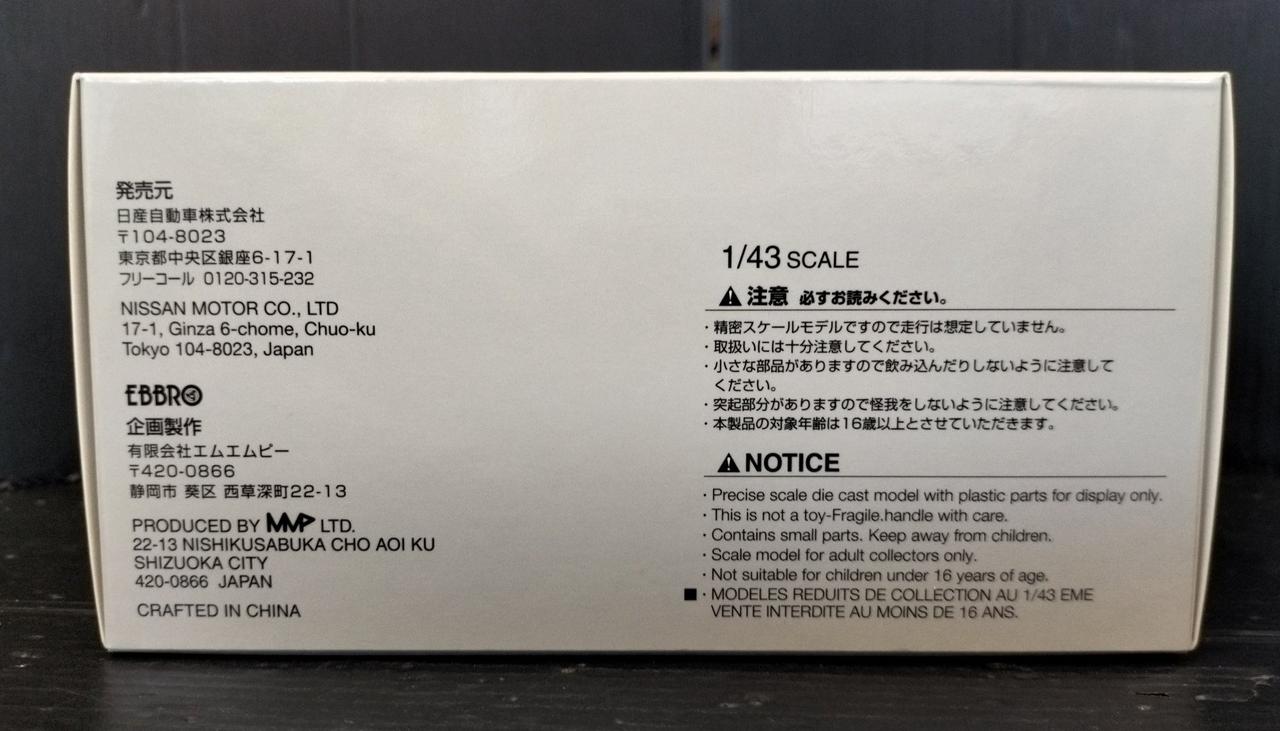 発売元
日産自動車株式会社
〒104-8023
東京都中央区銀座6-17-1
フリーコール 0120-315-232
NISSAN MOTOR CO., LTD
17-1, Ginza 6-chome, Chuo-ku
Tokyo 104-8023, Japan
EBBRO
企画製作
有限会社エムエムピー
〒420-0866
静岡市 葵区 西草深町22-13
PRODUCED BY MMP LTD.
22-13 NISHIKUSABUKA CHO AOI KU
SHIZUOKA CITY
420-0866 JAPAN
CRAFTED IN CHINA
1/43 SCALE
注意 必ずお読みください。
・精密スケールモデルですので走行は想定していません。
・取扱いには十分注意してください。
・小さな部品がありますので飲み込んだりしないように注意して
ください。
・突起部分がありますので怪我をしないように注意してください。
・本製品の対象年齢は16歳以上とさせていただきます。
NOTICE
・Precise scale die cast model with plastic parts for display only.
・This is not a toy-Fragile.handle with care.
・Contains small parts. Keep away from children.
・Scale model for adult collectors only.
・Not suitable for children under 16 years of age.
■・MODELES REDUITS DE COLLECTION AU 1/43 EME
VENTE INTERDITE AU MOINS DE 16 ANS.